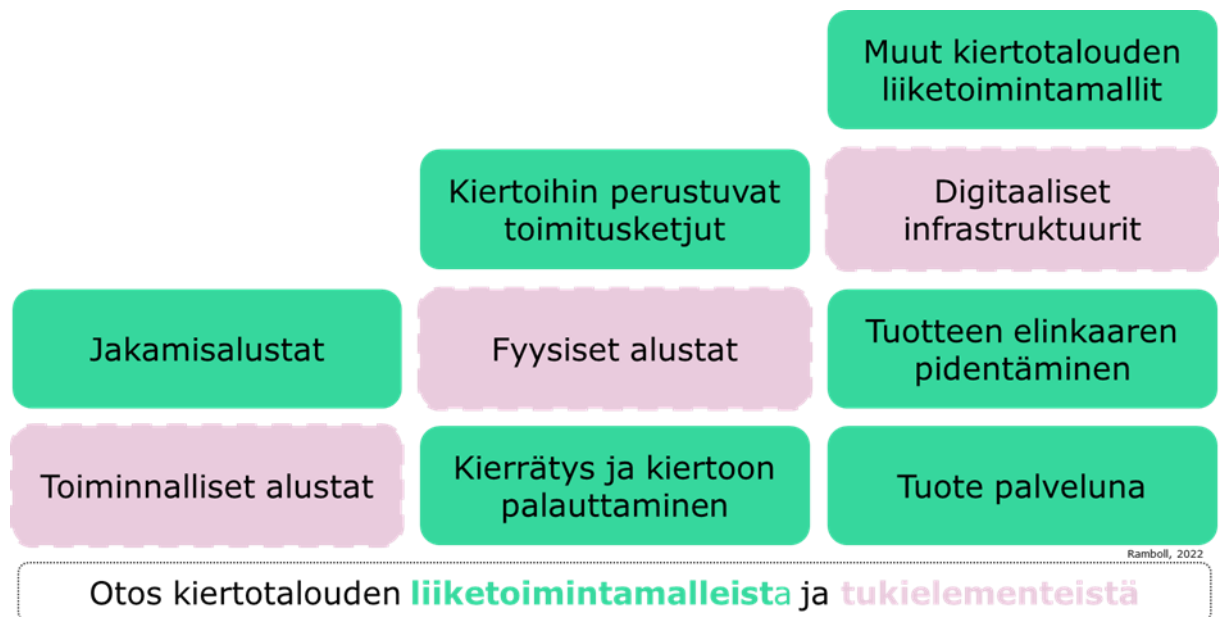 Muut kiertotalouden
liiketoimintamallit
Kiertoihin perustuvat
toimitusketjut
Digitaaliset
infrastruktuurit
Jakamisalustat
Fyysiset alustat
Tuotteen elinkaaren
pidentäminen
Toiminnalliset alustat
Kierrätys ja kiertoon
palauttaminen
Tuote palveluna
Ramboll, 2022
Otos kiertotalouden liiketoimintamalleista ja tukielementeistä